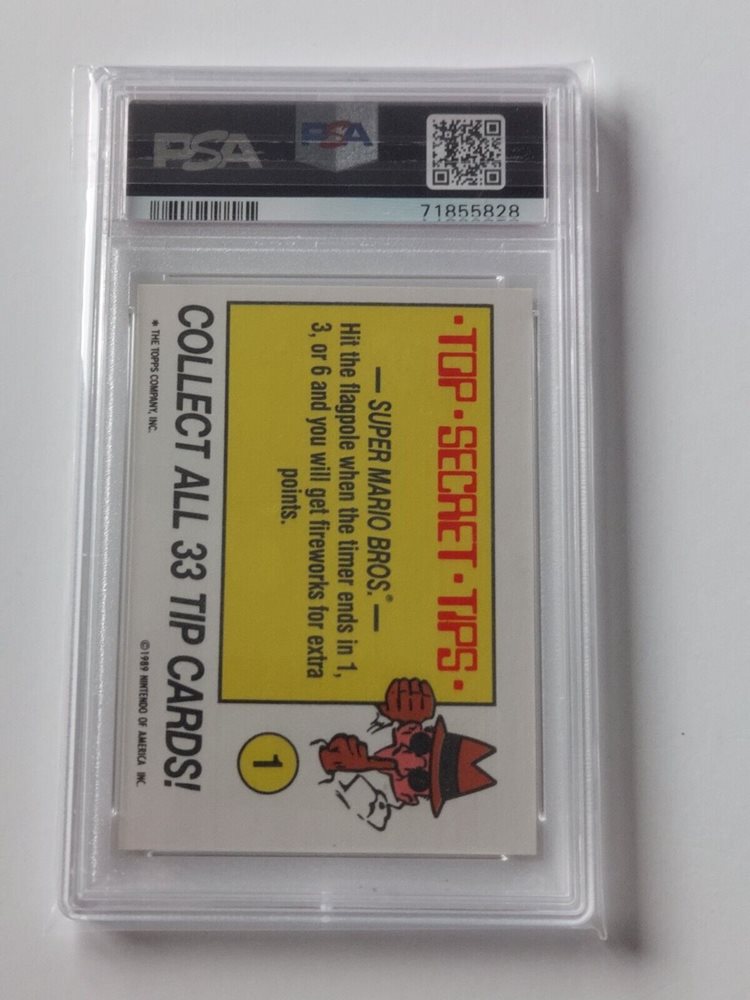 PSA
PSA
71855828
·TOP·SECRET·TIPS·
— SUPER MARIO BROS.® —
Hit the flagpole when the timer ends in 1,
3, or 6 and you will get fireworks for extra
points.
1
COLLECT ALL 33 TIP CARDS!
* THE TOPPS COMPANY, INC.
©1989 NINTENDO OF AMERICA INC.